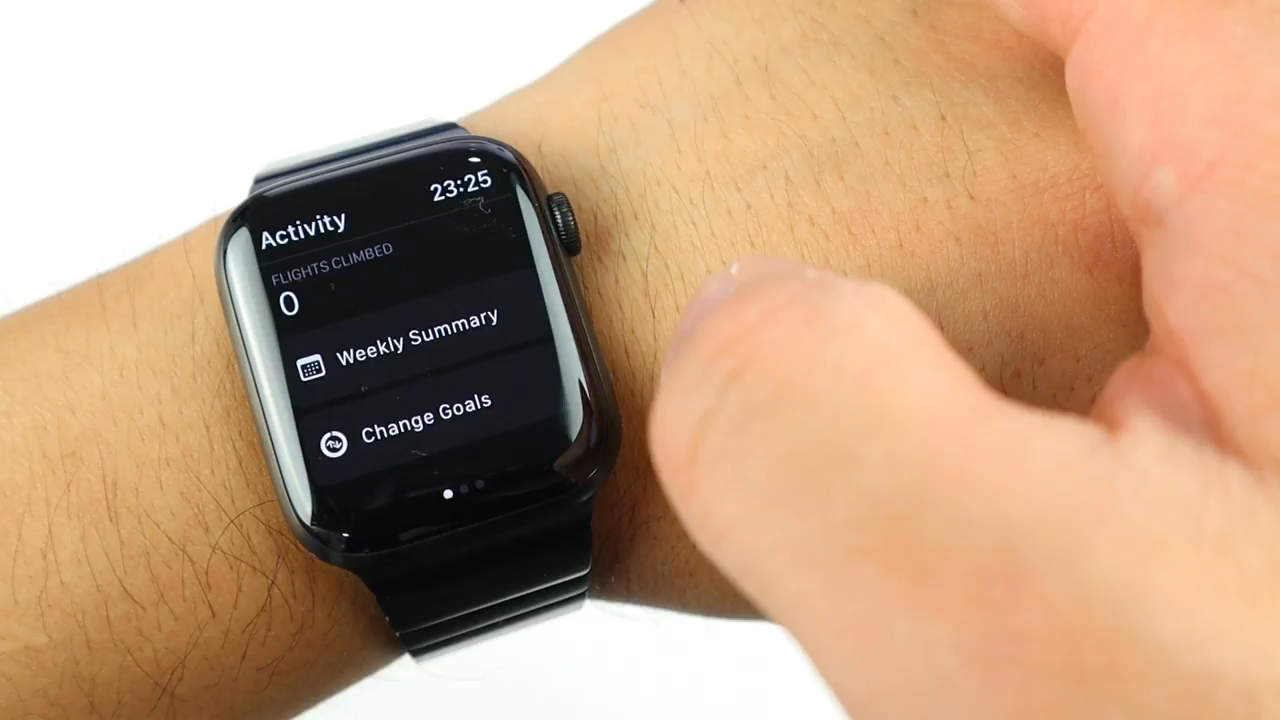 23:25
Activity
FLIGHTS CLIMBED
0
Weekly Summary
Change Goals